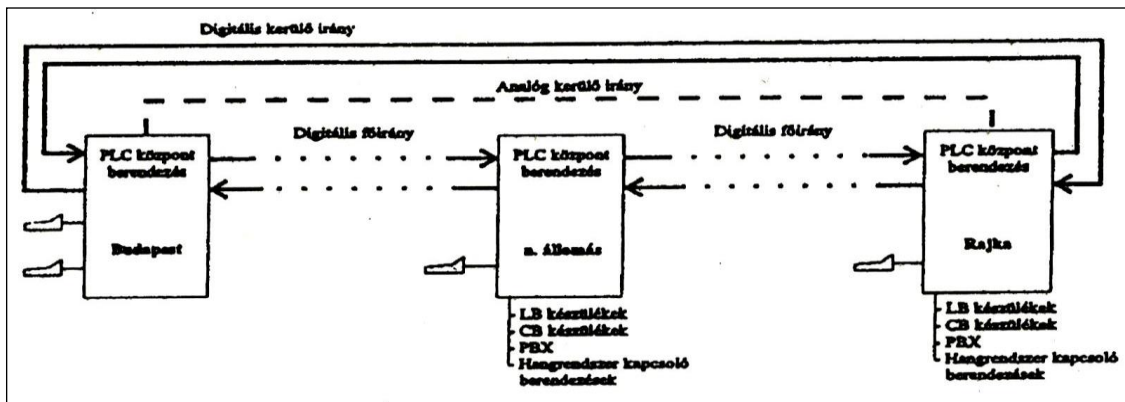 Digitális kerülő irány
Analóg kerülő irány
Digitális főirány
Digitális főirány
PLC központ
berendezés
Budapest
PLC központ
berendezés
n. állomás
PLC központ
berendezés
Rajka
LB készülékek
CB készülékek
PBX
Hangrendszer kapcsoló
berendezések
LB készülékek
CB készülékek
PBX
Hangrendszer kapcsoló
berendezések